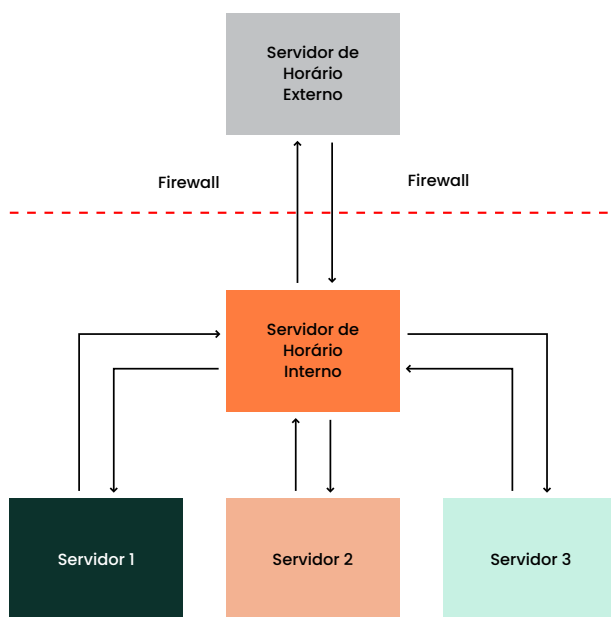 Servidor de
Horário
Externo
Firewall
Firewall
Servidor de
Horário
Interno
Servidor 1
Servidor 2
Servidor 3